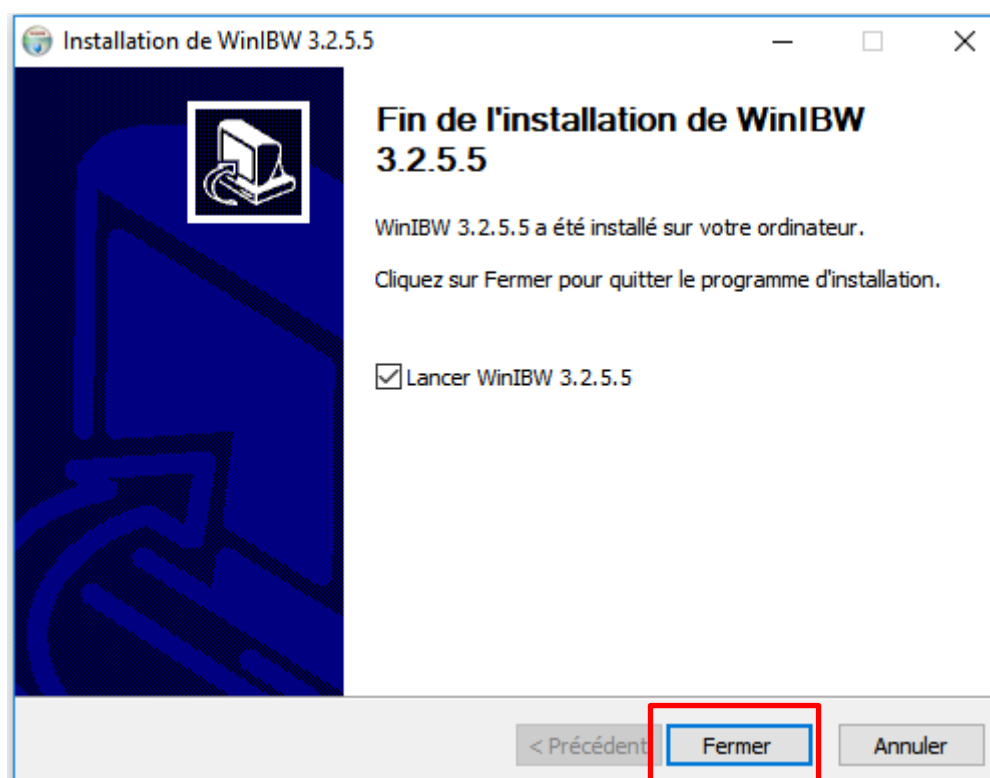 Installation de WinIBW 3.2.5.5
Fin de l'installation de WinIBW
3.2.5.5
WinIBW 3.2.5.5 a été installé sur votre ordinateur.
Cliquez sur Fermer pour quitter le programme d'installation.
Lancer WinIBW 3.2.5.5
< Précédent
Fermer
Annuler